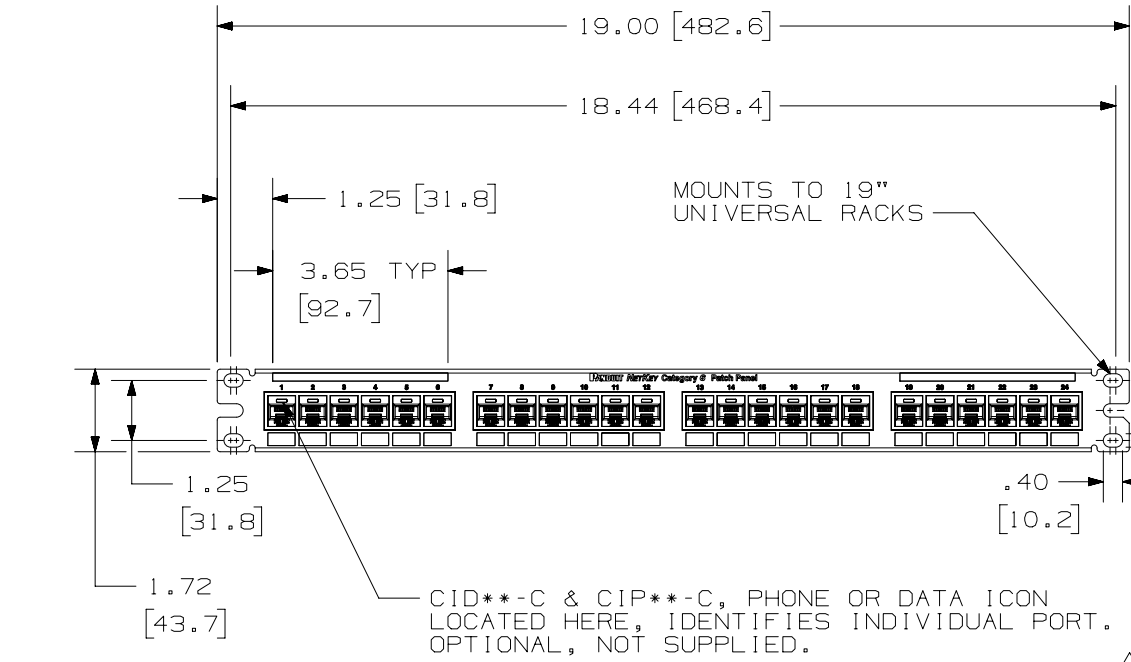 19.00 [482.6]
18.44 [468.4]
1.25 [31.8]
MOUNTS TO 19"
UNIVERSAL RACKS
3.65 TYP
[92.7]
PANDUIT NETKEY Category 6 Patch Panel
1 2 3 4 5 6 7 8 9 10 11 12 13 14 15 16 17 18 19 20 21 22 23 24
1.25
[31.8]
.40
[10.2]
1.72
[43.7]
CID**-C & CIP**-C, PHONE OR DATA ICON
LOCATED HERE, IDENTIFIES INDIVIDUAL PORT.
OPTIONAL, NOT SUPPLIED.